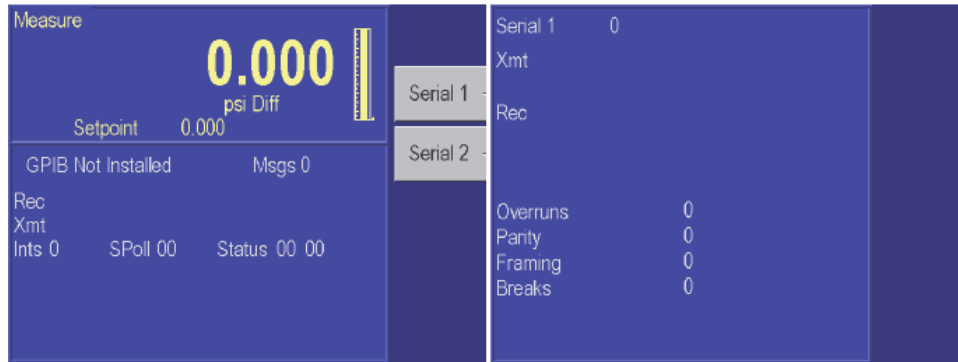 Measure
0.000
psi Diff
Setpoint 0.000
GPIB Not Installed Msgs 0
Rec
Xmt
Ints 0 SPoll 00 Status 00 00
Serial 1
Serial 2
Serial 1 0
Xmt
Rec
Overruns 0
Parity 0
Framing 0
Breaks 0